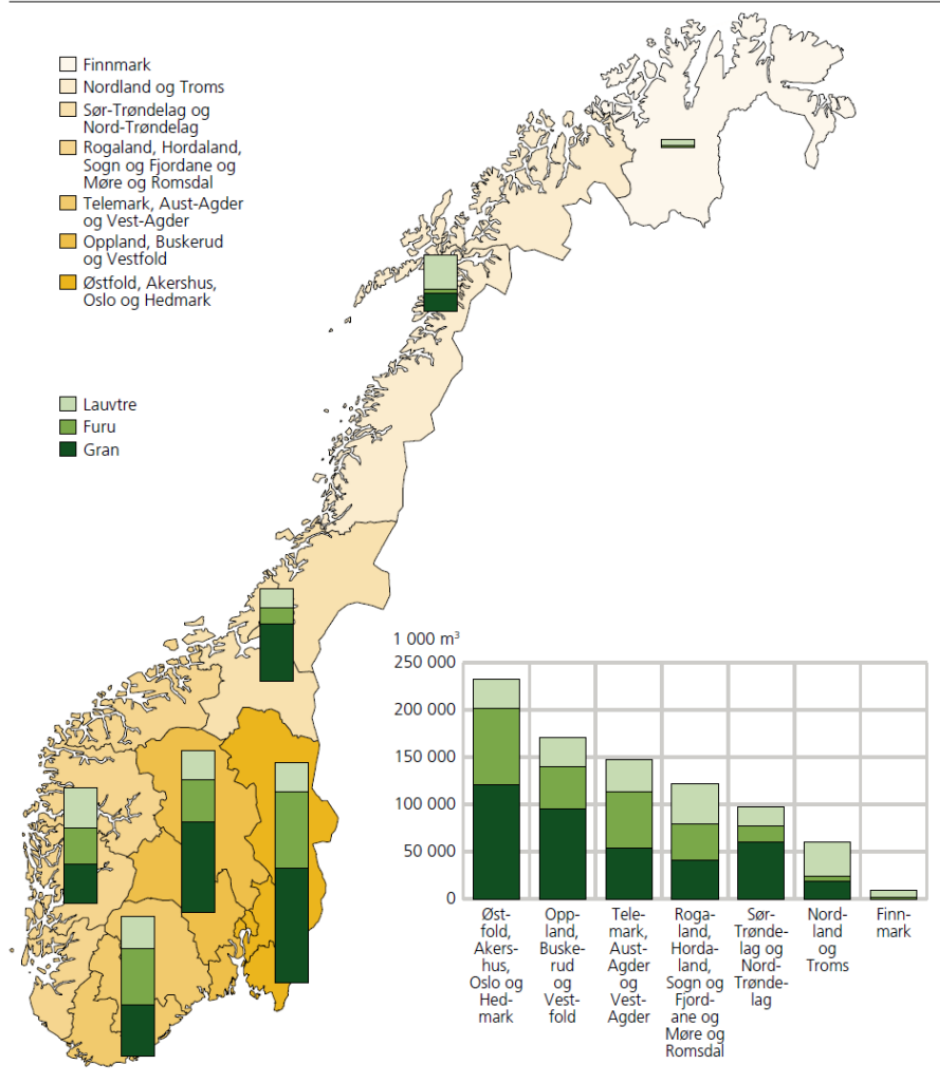 Finnmark
Nordland og Troms
Sør-Trøndelag og
Nord-Trøndelag
Rogaland, Hordaland,
Sogn og Fjordane og
Møre og Romsdal
Telemark, Aust-Agder
og Vest-Agder
Oppland, Buskerud
og Vestfold
Østfold, Akershus,
Oslo og Hedmark
Lauvtre
Furu
Gran
1 000 m³
250 000
200 000
150 000
100 000
50 000
0
Øst-
fold,
Akers-
hus,
Oslo og
Hed-
mark
Opp-
land,
Buske-
rud
og
Vest-
fold
Tele-
mark,
Aust-
Agder
og
Vest-
Agder
Roga-
land,
Horda-
land,
Sogn og
Fjord-
ane og
Møre og
Romsdal
Sør-
Trønde-
lag og
Nord-
Trønde-
lag
Nord-
land
og
Troms
Finn-
mark